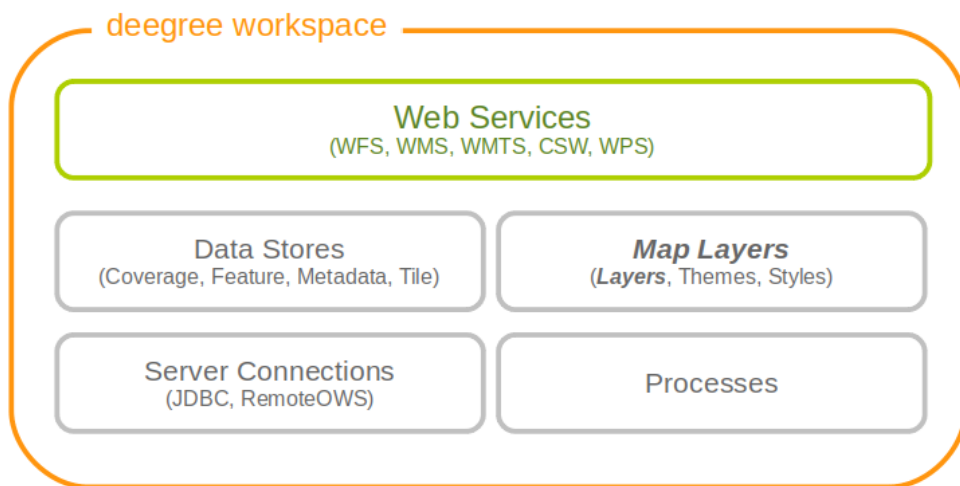 deegree workspace
Web Services
(WFS, WMS, WMTS, CSW, WPS)
Data Stores
(Coverage, Feature, Metadata, Tile)
Map Layers
(Layers, Themes, Styles)
Server Connections
(JDBC, RemoteOWS)
Processes